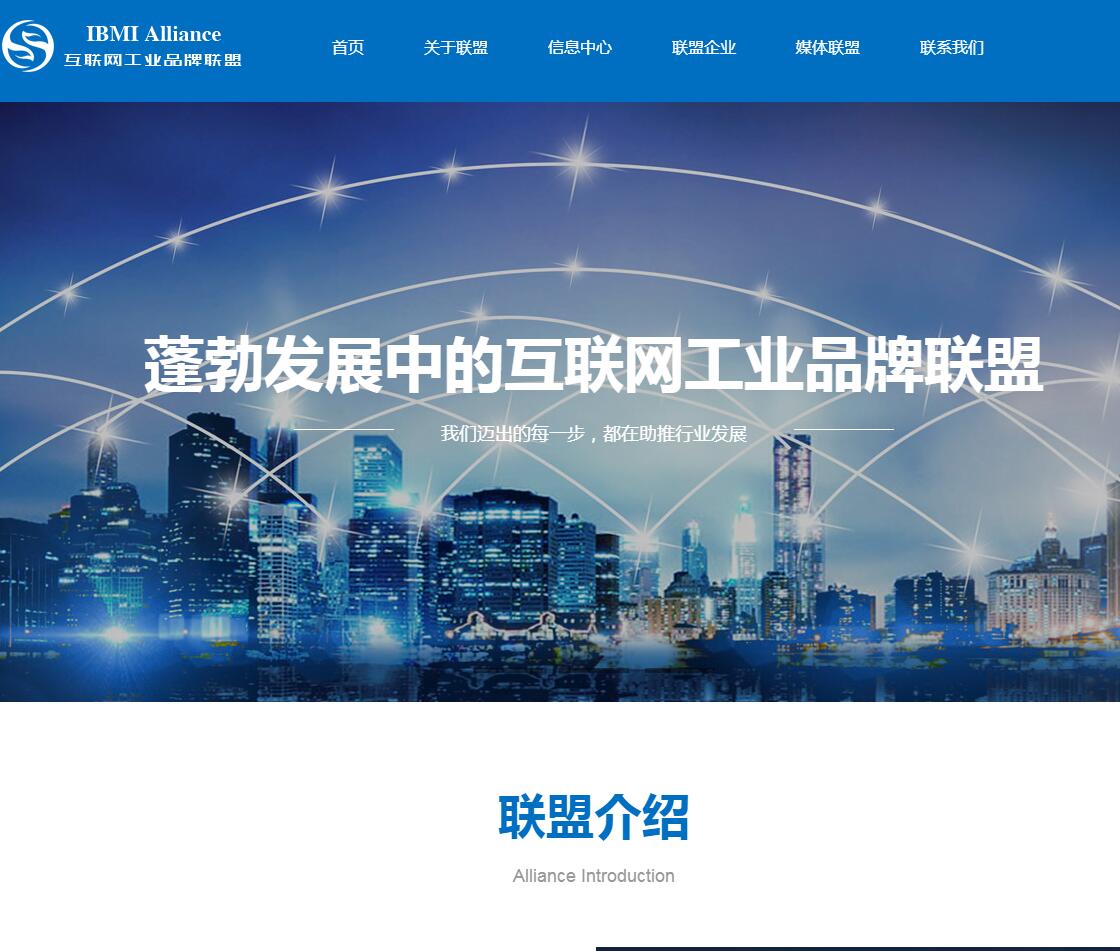 IBMI Alliance
互联网工业品牌联盟
首页 关于联盟 信息中心 联盟企业 媒体联盟 联系我们
蓬勃发展中的互联网工业品牌联盟
我们迈出的每一步，都在助推行业发展
联盟介绍
Alliance Introduction